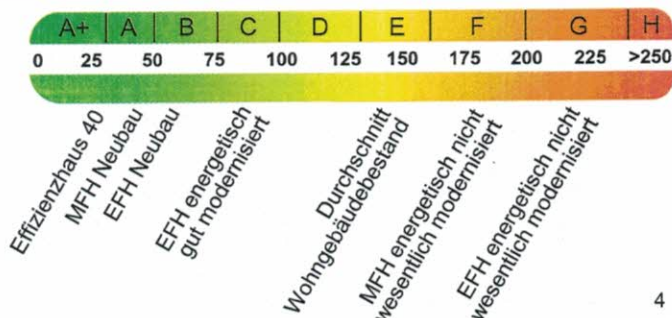 A+ A B C D E F G H
0 25 50 75 100 125 150 175 200 225 >250
Effizienzhaus 40
MFH Neubau
EFH Neubau
EFH energetisch
gut modernisiert
Durchschnitt
Wohngebäudebestand
MFH energetisch nicht
wesentlich modernisiert
EFH energetisch nicht
wesentlich modernisiert
4